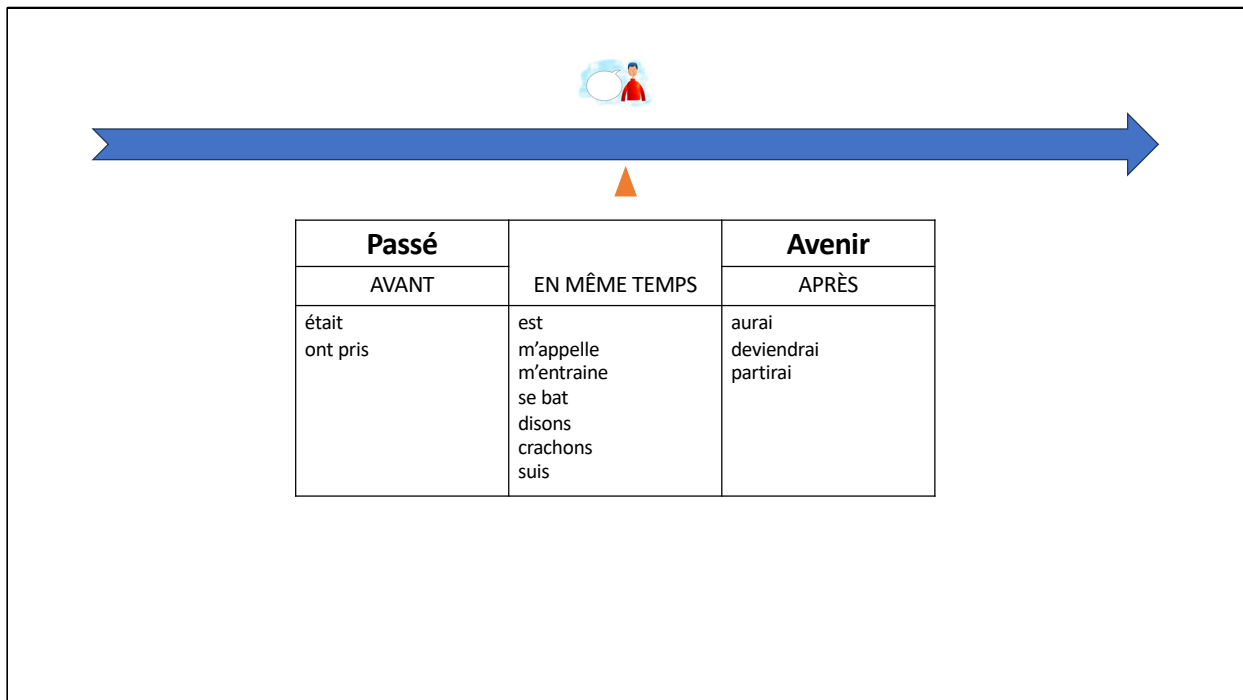 Passé
Avenir
AVANT
EN MÊME TEMPS
APRÈS
était
ont pris
est
m’appelle
m’entraine
se bat
disons
crachons
suis
aurai
deviendrai
partirai